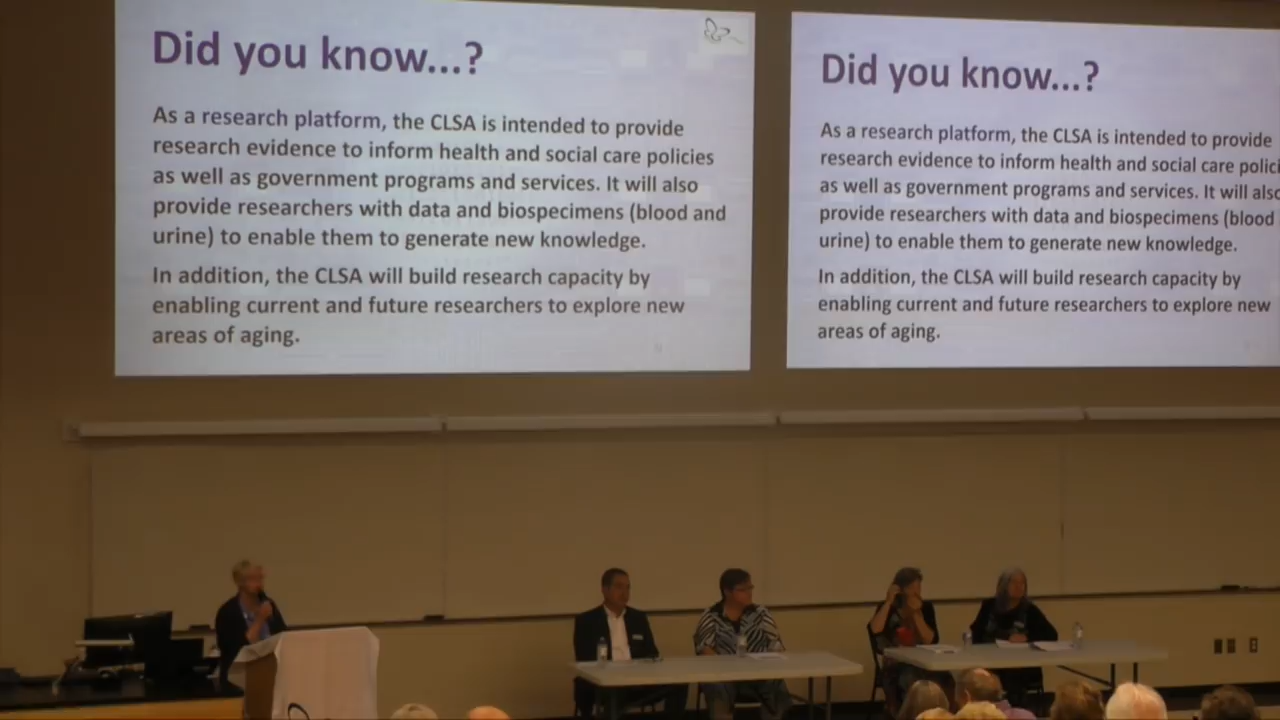 Did you know...?
As a research platform, the CLSA is intended to provide
research evidence to inform health and social care policies
as well as government programs and services. It will also
provide researchers with data and biospecimens (blood and
urine) to enable them to generate new knowledge.
In addition, the CLSA will build research capacity by
enabling current and future researchers to explore new
areas of aging.
Did you know...?
As a research platform, the CLSA is intended to provide
research evidence to inform health and social care polici
as well as government programs and services. It will also
provide researchers with data and biospecimens (blood
urine) to enable them to generate new knowledge.
In addition, the CLSA will build research capacity by
enabling current and future researchers to explore new
areas of aging.